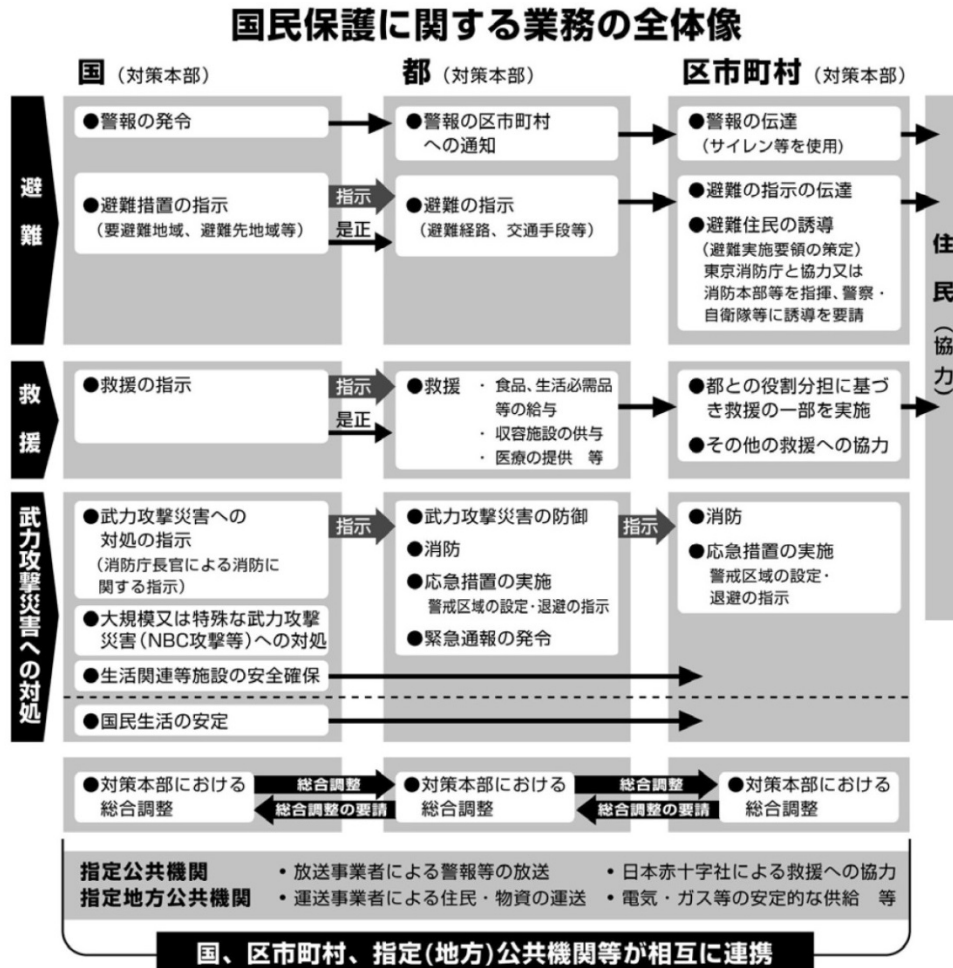 国民保護に関する業務の全体像
国（対策本部）
都（対策本部）
区市町村（対策本部）
避難
●警報の発令
●警報の区市町村
への通知
●警報の伝達
（サイレン等を使用）
●避難措置の指示
（要避難地域、避難先地域等）
指示
是正
●避難の指示
（避難経路、交通手段等）
●避難の指示の伝達
●避難住民の誘導
（避難実施要領の策定）
東京消防庁と協力又は
消防本部等を指揮、警察・
自衛隊等に誘導を要請
住民（協力）
救援
●救援の指示
指示
是正
●救援 ・ 食品、生活必需品
等の給与
・ 収容施設の供与
・ 医療の提供 等
●都との役割分担に基づ
き救援の一部を実施
●その他の救援への協力
武力攻撃災害への対処
●武力攻撃災害への
対処の指示
（消防庁長官による消防に
関する指示）
指示
●武力攻撃災害の防御
●消防
●応急措置の実施
警戒区域の設定・退避の指示
●緊急通報の発令
指示
●消防
●応急措置の実施
警戒区域の設定・
退避の指示
●大規模又は特殊な武力攻撃
災害（NBC攻撃等）への対処
●生活関連等施設の安全確保
●国民生活の安定
●対策本部における
総合調整
総合調整
総合調整の要請
●対策本部における
総合調整
総合調整
総合調整の要請
●対策本部における
総合調整
指定公共機関
指定地方公共機関
・放送事業者による警報等の放送
・運送事業者による住民・物資の運送
・日本赤十字社による救援への協力
・電気・ガス等の安定的な供給 等
国、区市町村、指定(地方)公共機関等が相互に連携